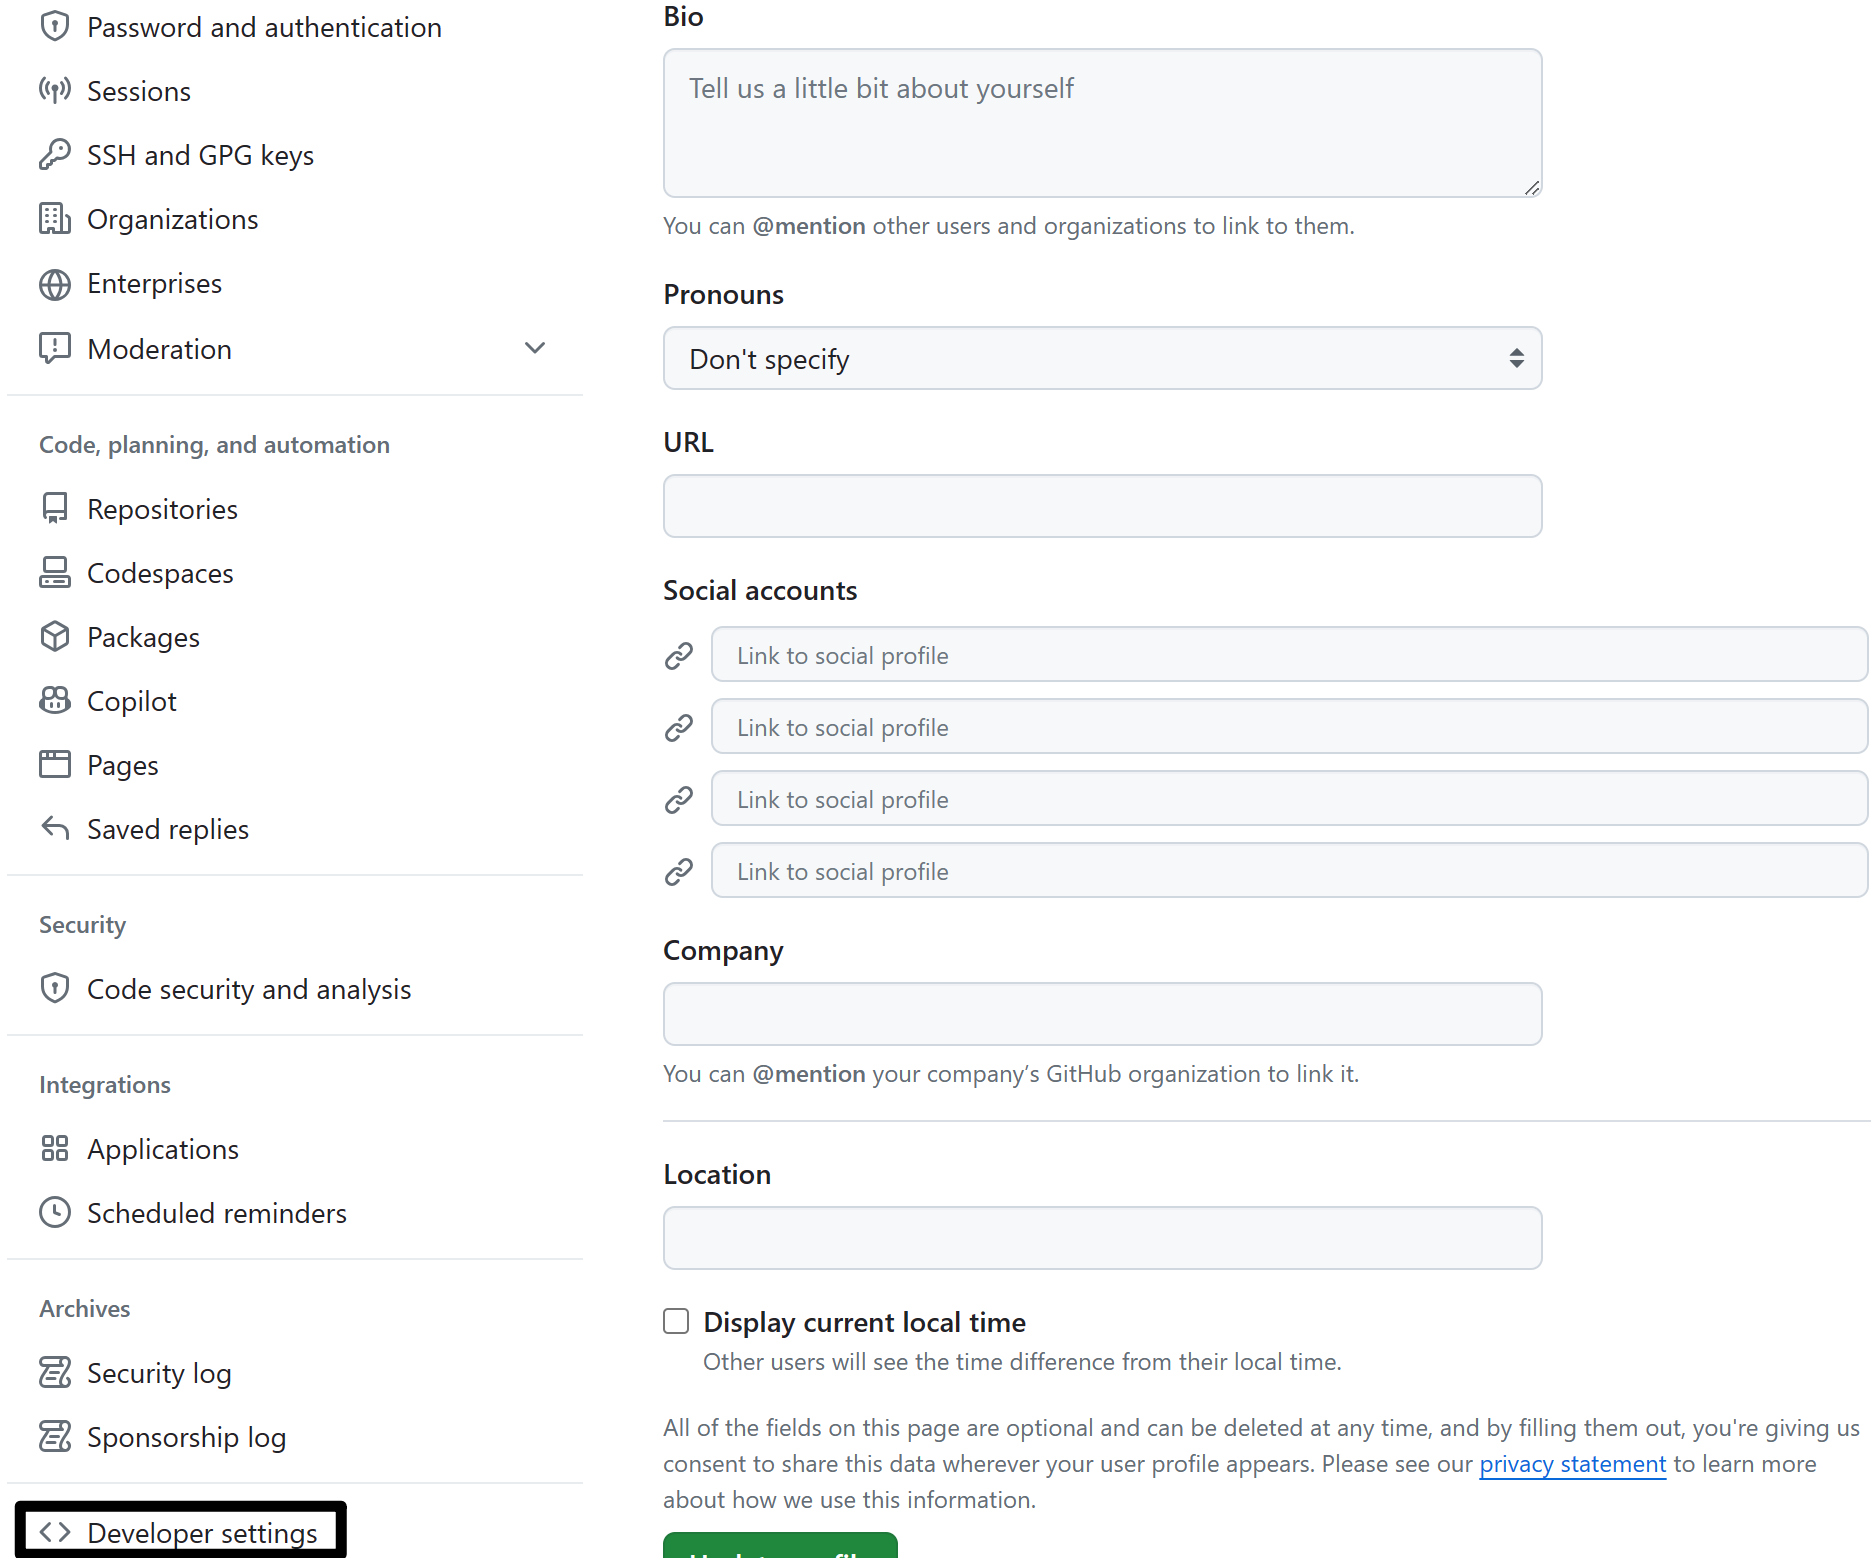 Password and authentication
Sessions
SSH and GPG keys
Organizations
Enterprises
Moderation
Code, planning, and automation
Repositories
Codespaces
Packages
Copilot
Pages
Saved replies
Security
Code security and analysis
Integrations
Applications
Scheduled reminders
Archives
Security log
Sponsorship log
Developer settings
Bio
Tell us a little bit about yourself
You can @mention other users and organizations to link to them.
Pronouns
Don't specify
URL
Social accounts
Link to social profile
Link to social profile
Link to social profile
Link to social profile
Company
You can @mention your company’s GitHub organization to link it.
Location
Display current local time
Other users will see the time difference from their local time.
All of the fields on this page are optional and can be deleted at any time, and by filling them out, you're giving us
consent to share this data wherever your user profile appears. Please see our privacy statement to learn more
about how we use this information.